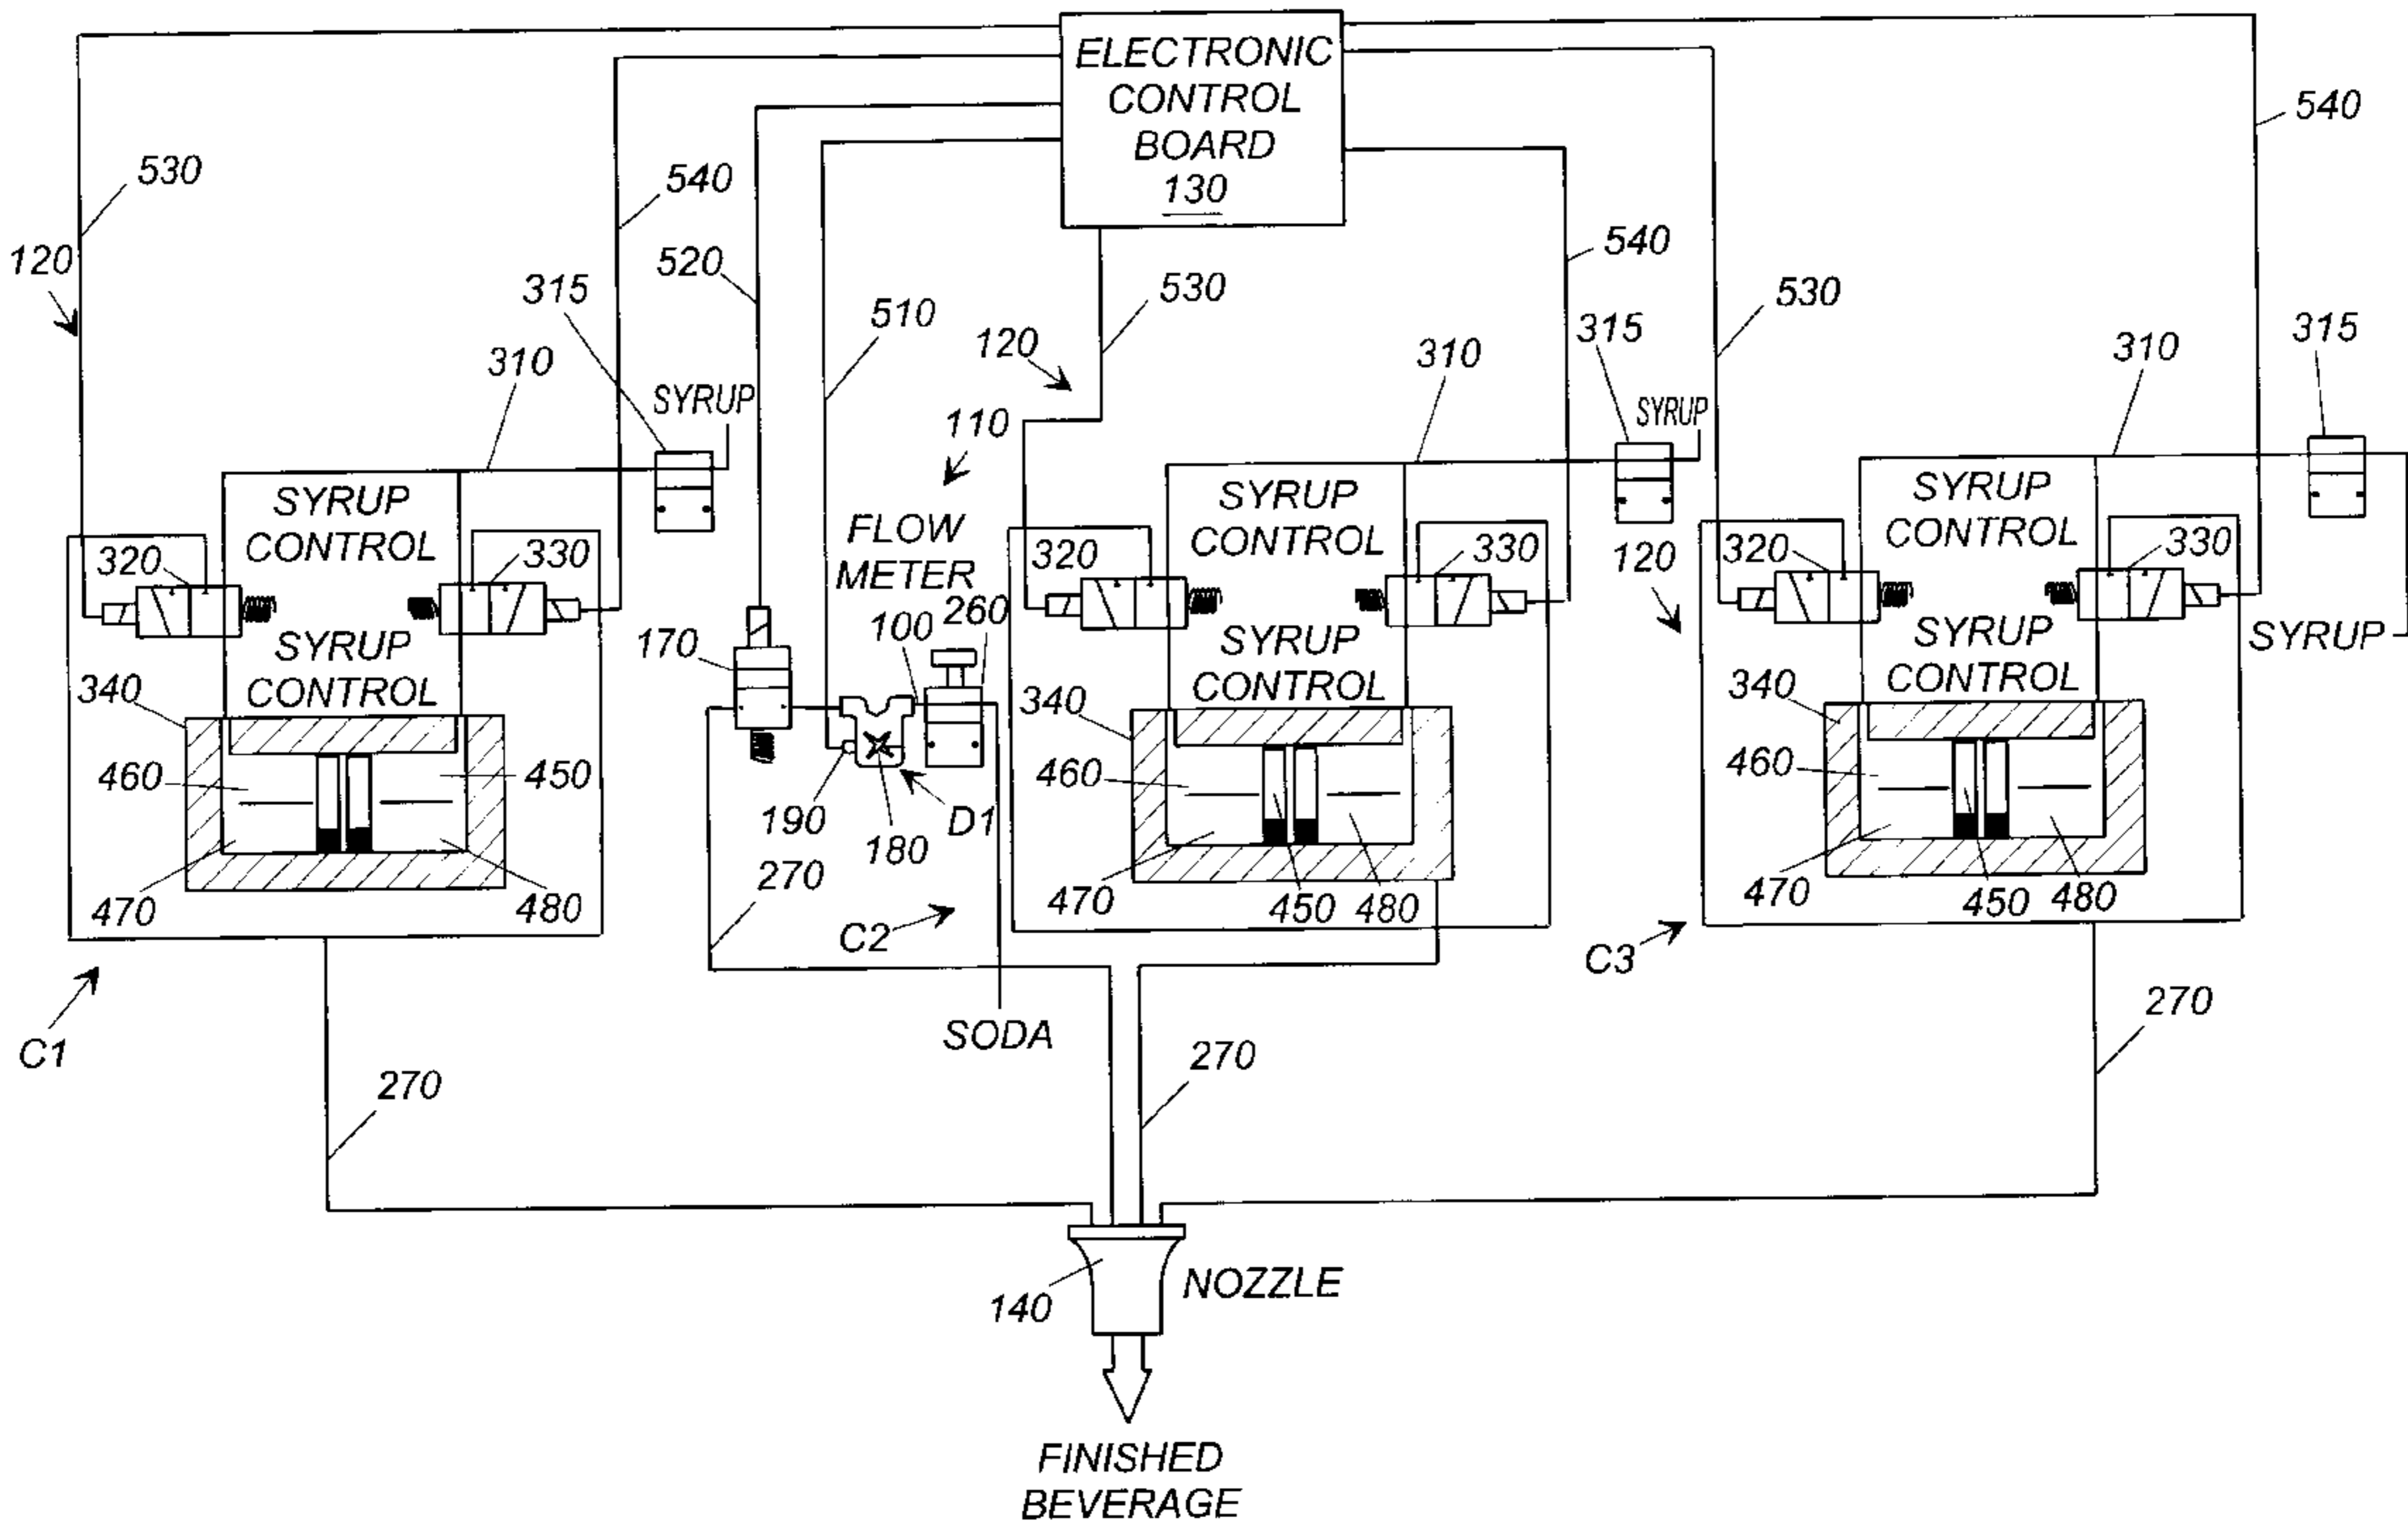 ELECTRONIC
CONTROL
BOARD
130
530
540
120
520
315
510
530
540
120
310
315
530
540
315
310
310
SYRUP
110
SYRUP
SYRUP
CONTROL
320
330
FLOW
METER
SYRUP
CONTROL
320
330
120
SYRUP
CONTROL
320
330
SYRUP
SYRUP
CONTROL
170
100
260
SYRUP
CONTROL
SYRUP
CONTROL
340
460
450
470
480
190
180
D1
270
340
460
470
450
480
340
460
470
450
480
C1
C2
C3
SODA
270
270
270
140
NOZZLE
FINISHED
BEVERAGE